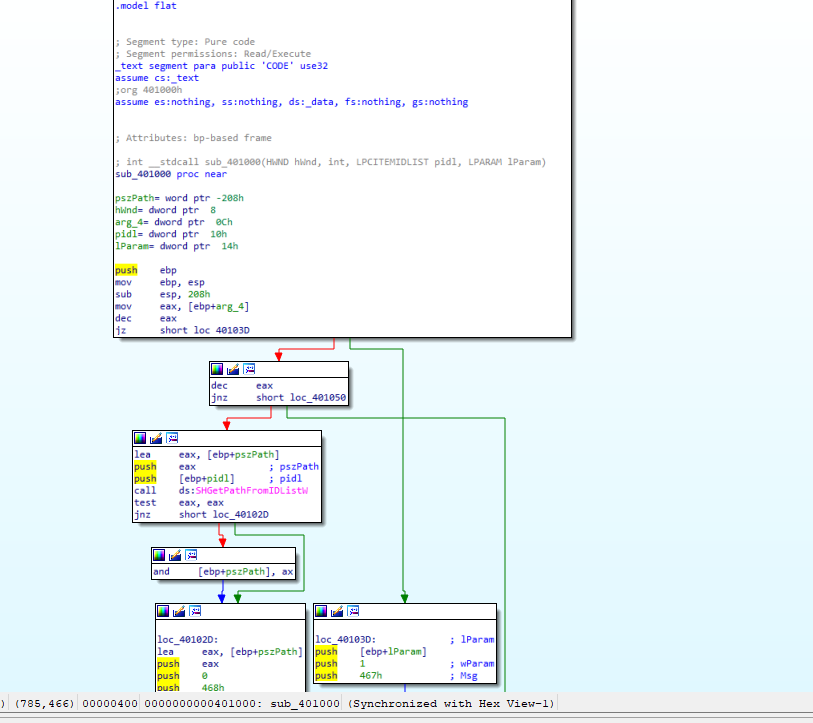 .model flat
; Segment type: Pure code
; Segment permissions: Read/Execute
_text segment para public 'CODE' use32
assume cs:_text
;org 401000h
assume es:nothing, ss:nothing, ds:_data, fs:nothing, gs:nothing
; Attributes: bp-based frame
; int __stdcall sub_401000(HWND hWnd, int, LPCITEMIDLIST pidl, LPARAM lParam)
sub_401000 proc near
pszPath= word ptr -208h
hWnd= dword ptr  8
arg_4= dword ptr  0Ch
pidl= dword ptr  10h
lParam= dword ptr  14h
push    ebp
mov     ebp, esp
sub     esp, 208h
mov     eax, [ebp+arg_4]
dec     eax
jz      short loc_40103D
dec     eax
jnz     short loc_401050
lea     eax, [ebp+pszPath]
push    eax             ; pszPath
push    [ebp+pidl]      ; pidl
call    ds:SHGetPathFromIDListW
test    eax, eax
jnz     short loc_40102D
and     [ebp+pszPath], ax
loc_40102D:
lea     eax, [ebp+pszPath]
push    eax
push    0
push    468h
loc_40103D:             ; lParam
push    [ebp+lParam]
push    1               ; wParam
push    467h            ; Msg
) (785,466) 00000400 0000000000401000: sub_401000 (Synchronized with Hex View-1)